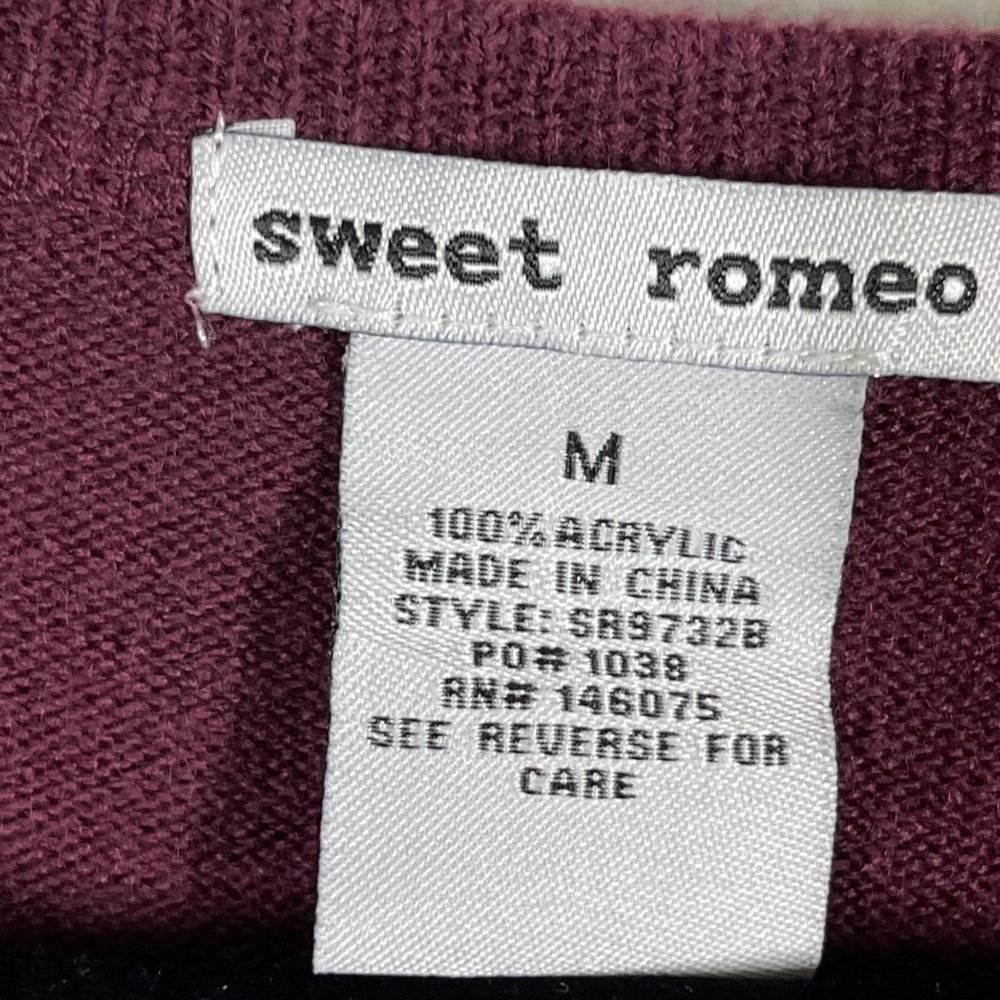 sweet romeo
M
100% ACRYLIC
MADE IN CHINA
STYLE: SR9732B
PO# 1038
RN# 146075
SEE REVERSE FOR
CARE